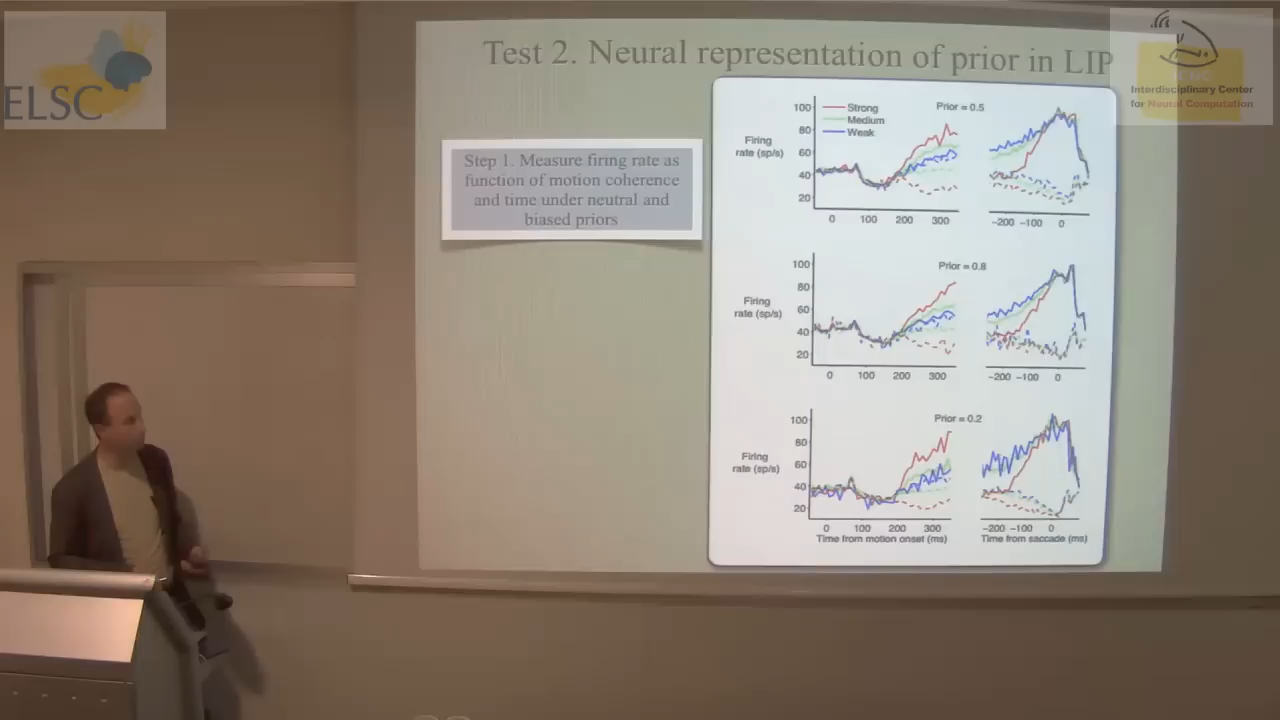 ELSC
Test 2. Neural representation of prior in LIP
Interdisciplinary Center
for Neural Computation
Step 1. Measure firing rate as
function of motion coherence
and time under neutral and
biased priors
Strong
Medium
Weak
Prior = 0.5
Firing
rate (sp/s)
100
80
60
40
20
0 100 200 300
−200 −100 0
Prior = 0.8
Firing
rate (sp/s)
100
80
60
40
20
0 100 200 300
−200 −100 0
Prior = 0.2
Firing
rate (sp/s)
100
80
60
40
20
0 100 200 300
−200 −100 0
Time from motion onset (ms)
Time from saccade (ms)